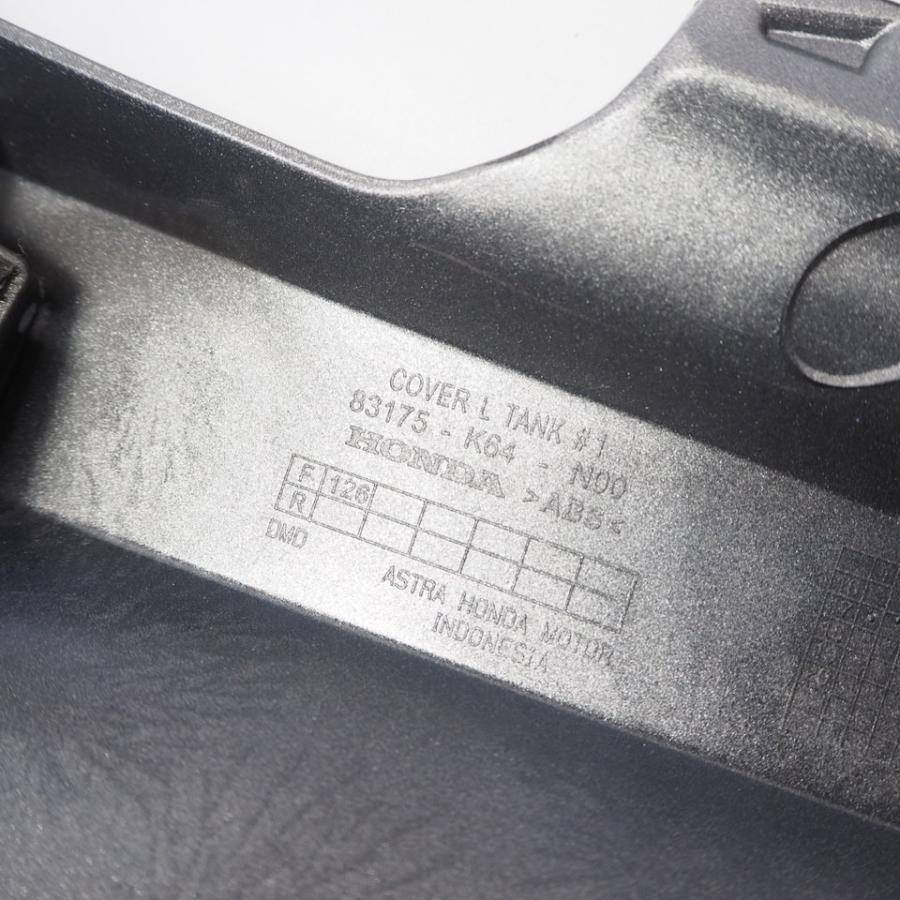 COVER L TANK #1
83175 - K64 - N00
HONDA >ABS<
F 126
R
DMD
ASTRA HONDA MOTOR
INDONESIA